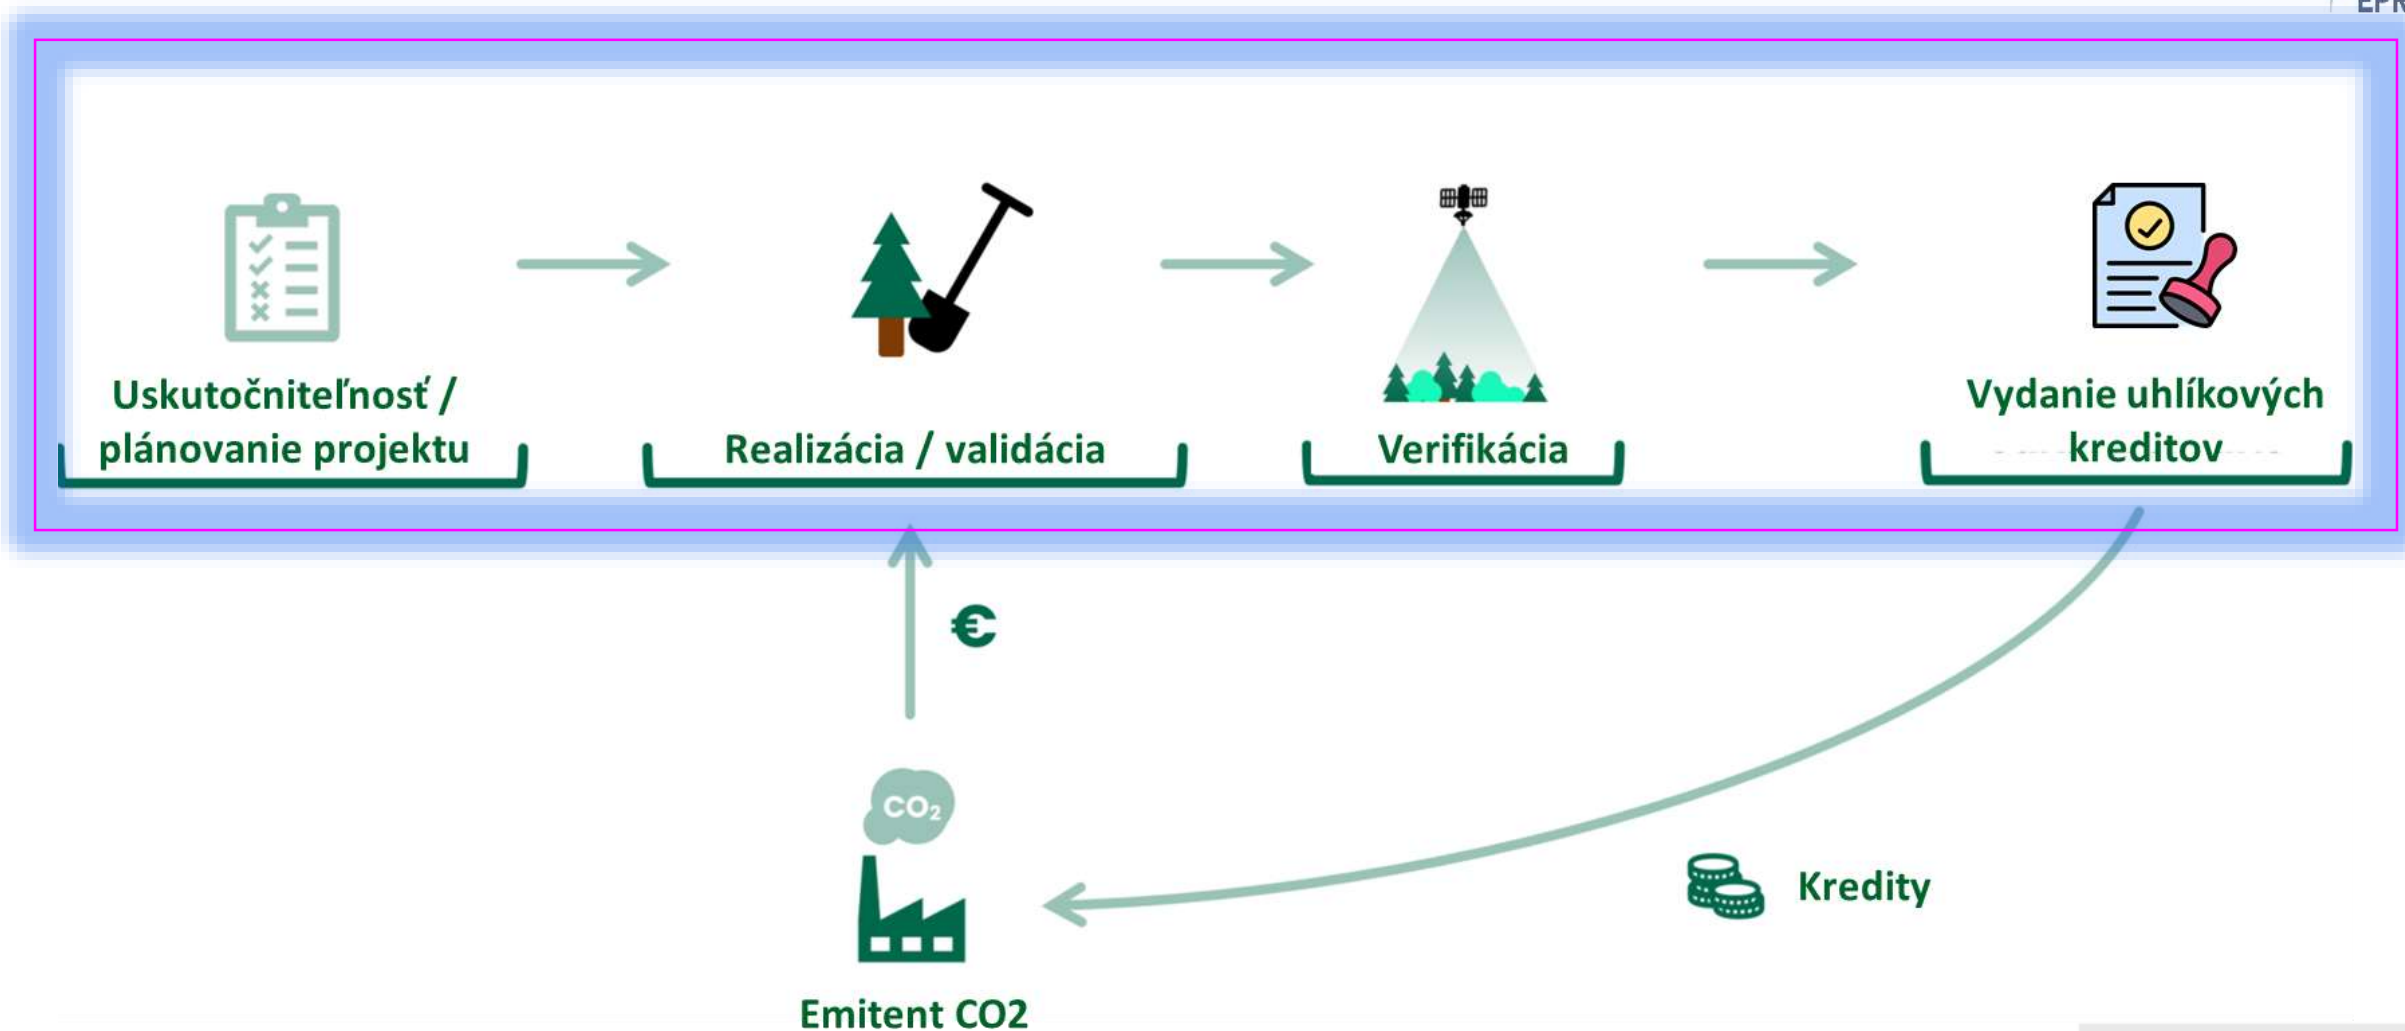 Uskutočniteľnosť /
plánovanie projektu
Realizácia / validácia
Verifikácia
Vydanie uhlíkových
kreditov
€
CO₂
Kredity
Emitent CO2